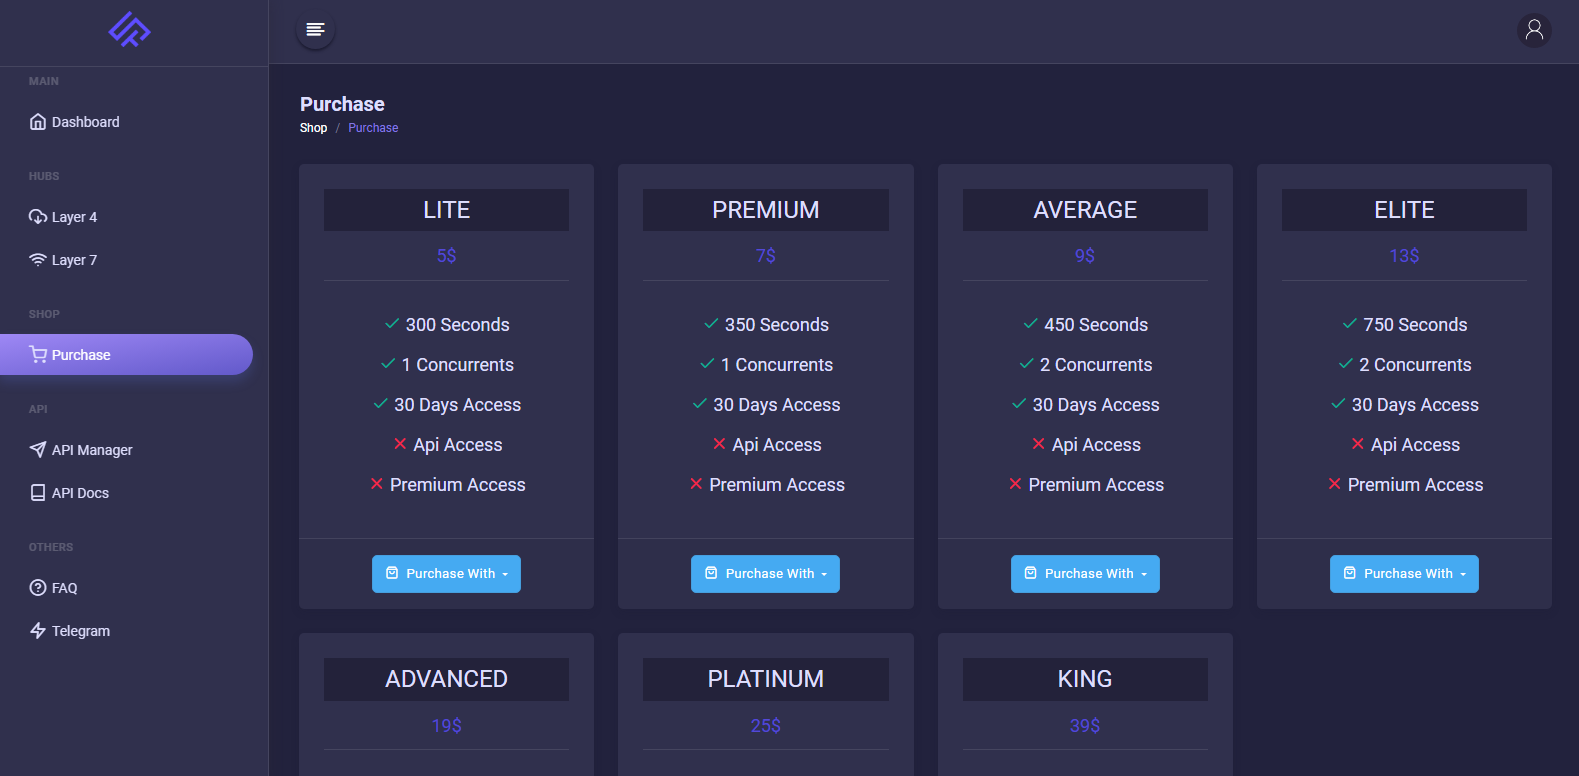 MAIN
Dashboard
HUBS
Layer 4
Layer 7
SHOP
Purchase
API
API Manager
API Docs
OTHERS
FAQ
Telegram
Purchase
Shop / Purchase
LITE
5$
300 Seconds
1 Concurrents
30 Days Access
Api Access
Premium Access
Purchase With
PREMIUM
7$
350 Seconds
1 Concurrents
30 Days Access
Api Access
Premium Access
Purchase With
AVERAGE
9$
450 Seconds
2 Concurrents
30 Days Access
Api Access
Premium Access
Purchase With
ELITE
13$
750 Seconds
2 Concurrents
30 Days Access
Api Access
Premium Access
Purchase With
ADVANCED
19$
PLATINUM
25$
KING
39$